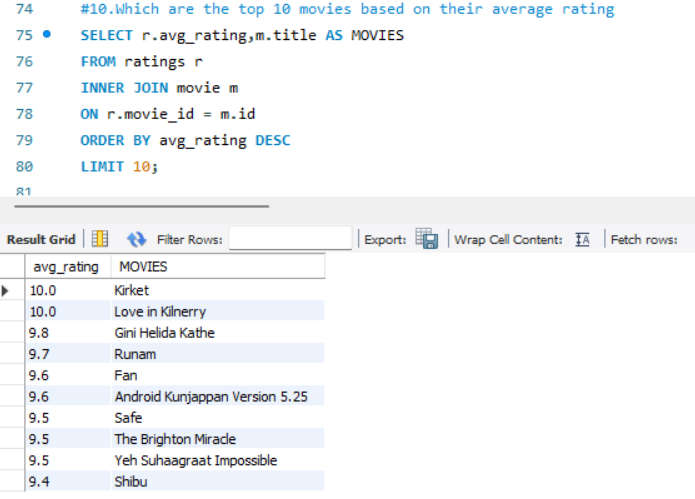 74 #10.Which are the top 10 movies based on their average rating
75 SELECT r.avg_rating,m.title AS MOVIES
76 FROM ratings r
77 INNER JOIN movie m
78 ON r.movie_id = m.id
79 ORDER BY avg_rating DESC
80 LIMIT 10;
81
Result Grid Filter Rows: Export: Wrap Cell Content: Fetch rows:
avg_rating MOVIES
10.0 Kirket
10.0 Love in Kilnerry
9.8 Gini Helida Kathe
9.7 Runam
9.6 Fan
9.6 Android Kunjappan Version 5.25
9.5 Safe
9.5 The Brighton Miracle
9.5 Yeh Suhaagraat Impossible
9.4 Shibu